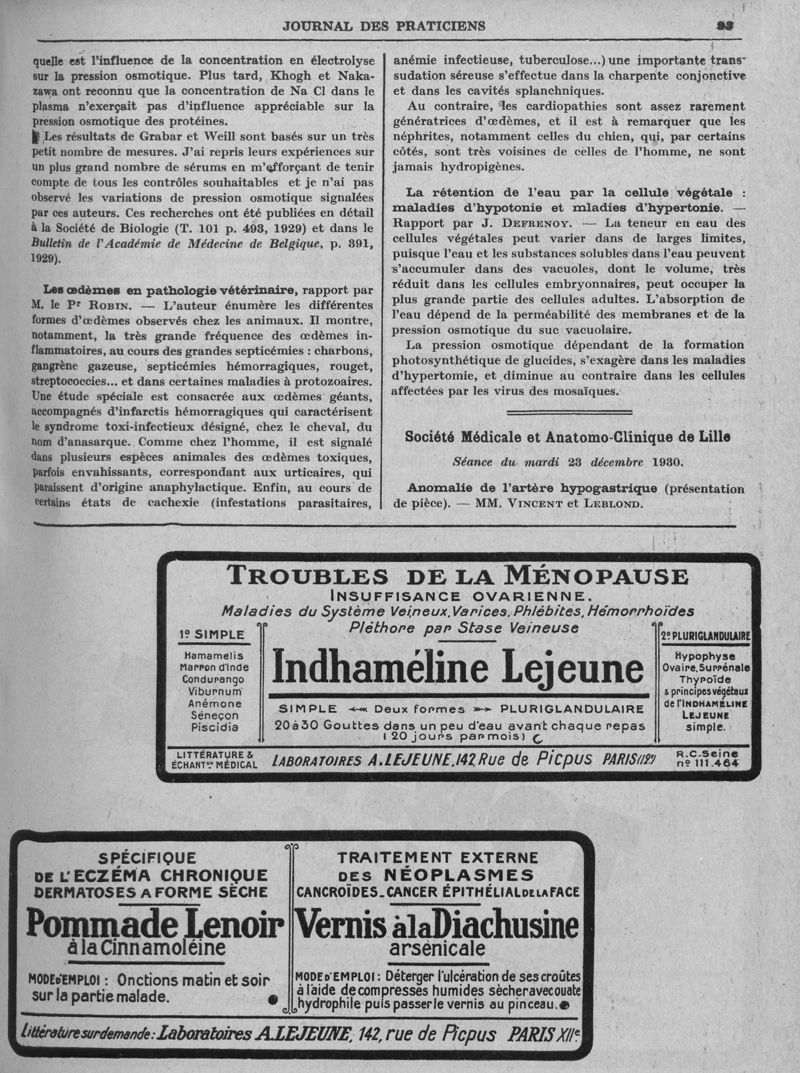 JOURNAL DES PRATICIENS
93
quelle est l'influence de la concentration en électrolyse
sur la pression osmotique. Plus tard, Khogh et Naka-
zawa ont reconnu que la concentration de Na Cl dans le
plasma n'exerçait pas d'influence appréciable sur la
pression osmotique des protéines.
Les résultats de Grabar et Weill sont basés sur un très
petit nombre de mesures. J'ai repris leurs expériences sur
un plus grand nombre de sérums en m'efforçant de tenir
compte de tous les contrôles souhaitables et je n'ai pas
observé les variations de pression osmotique signalées
par ces auteurs. Ces recherches ont été publiées en détail
à la Société de Biologie (T. 101 p. 493, 1929) et dans le
Bulletin de l'Académie de Médecine de Belgique, p. 391,
1929).
Les œdèmes en pathologie vétérinaire, rapport par
M. le Pr ROBIN. — L'auteur énumère les différentes
formes d'œdèmes observés chez les animaux. Il montre,
notamment, la très grande fréquence des œdèmes in-
flammatoires, au cours des grandes septicémies : charbons,
gangrène gazeuse, septicémies hémorragiques, rouget,
streptococcies... et dans certaines maladies à protozoaires.
Une étude spéciale est consacrée aux œdèmes géants,
accompagnés d'infarctis hémorragiques qui caractérisent
le syndrome toxi-infectieux désigné, chez le cheval, du
nom d'anasarque. Comme chez l'homme, il est signalé
dans plusieurs espèces animales des œdèmes toxiques,
parfois envahissants, correspondant aux urticaires, qui
paraissent d'origine anaphylactique. Enfin, au cours de
certains états de cachexie (infestations parasitaires,
anémie infectieuse, tuberculose...) une importante trans-
sudation séreuse s'effectue dans la charpente conjonctive
et dans les cavités splanchniques.
Au contraire, les cardiopathies sont assez rarement
génératrices d'œdèmes, et il est à remarquer que les
néphrites, notamment celles du chien, qui, par certains
côtés, sont très voisines de celles de l'homme, ne sont
jamais hydropigènes.
La rétention de l'eau par la cellule végétale :
maladies d'hypotonie et mladies d'hypertonie. —
Rapport par J. DEFRENOY. — La teneur en eau des
cellules végétales peut varier dans de larges limites,
puisque l'eau et les substances solubles dans l'eau peuvent
s'accumuler dans des vacuoles, dont le volume, très
réduit dans les cellules embryonnaires, peut occuper la
plus grande partie des cellules adultes. L'absorption de
l'eau dépend de la perméabilité des membranes et de la
pression osmotique du suc vacuolaire.
La pression osmotique dépendant de la formation
photosynthétique de glucides, s'exagère dans les maladies
d'hypertomie, et diminue au contraire dans les cellules
affectées par les virus des mosaïques.
Société Médicale et Anatomo-Clinique de Lille
Séance du mardi 23 décembre 1930.
Anomalie de l'artère hypogastrique (présentation
de pièce). — MM. VINCENT et LEBLOND.
TROUBLES DE LA MÉNOPAUSE
INSUFFISANCE OVARIENNE.
Maladies du Système Veineux, Varices, Phlébites, Hémorrhoïdes
Pléthore par Stase Veineuse
1º SIMPLE
Hamamelis
Marron d'Inde
Condurango
Viburnum
Anémone
Séneçon
Piscidia
Indhaméline Lejeune
SIMPLE Deux formes PLURIGLANDULAIRE
20 à 30 Gouttes dans un peu d'eau avant chaque repas
(20 jours par mois)
2º PLURIGLANDULAIRE
Hypophyse
Ovaire, Surrénale
Thyroïde
& principes végétaux
de l'INDHAMÉLINE
LEJEUNE
simple.
LITTÉRATURE &
ÉCHANTons MÉDICAL
LABORATOIRES A. LEJEUNE, 142, Rue de Picpus PARIS (12e)
R.C. Seine
nº 111.464
SPÉCIFIQUE
DE L'ECZÉMA CHRONIQUE
DERMATOSES A FORME SÈCHE
Pommade Lenoir
à la Cinnamoléine
MODE D'EMPLOI : Onctions matin et soir
sur la partie malade.
TRAITEMENT EXTERNE
DES NÉOPLASMES
CANCROÏDES_CANCER ÉPITHÉLIAL DE LA FACE
Vernis à la Diachusine
arsénicale
MODE D'EMPLOI : Déterger l'ulcération de ses croûtes
à l'aide de compresses humides sècher avec ouate
hydrophile puis passer le vernis au pinceau.
Littérature sur demande : Laboratoires A. LEJEUNE, 142, rue de Picpus PARIS XIIe